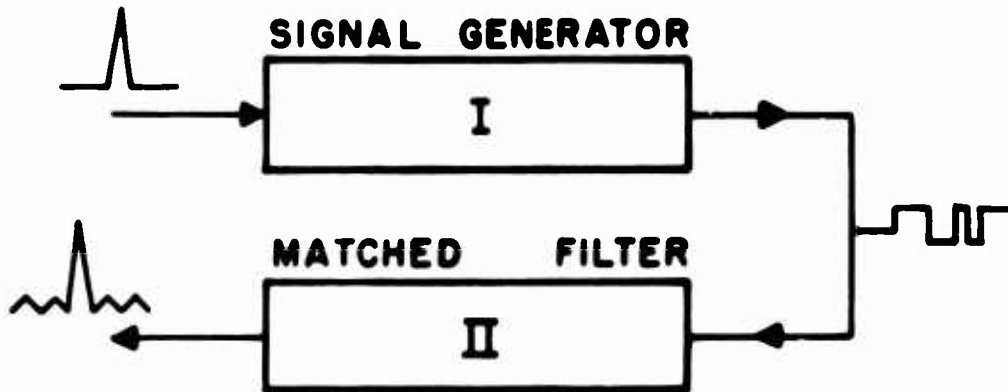 SIGNAL GENERATOR
I
MATCHED FILTER
II